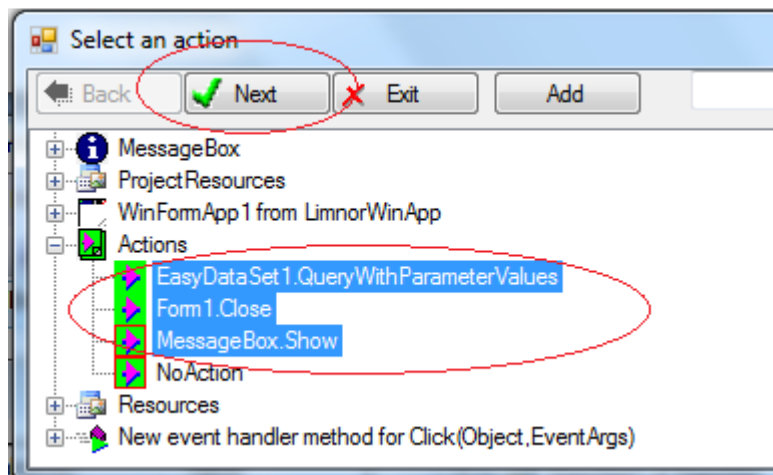 Select an action
Back Next Exit Add
MessageBox
ProjectResources
WinFormApp1 from LimnorWinApp
Actions
EasyDataSet1.QueryWithParameterValues
Form1.Close
MessageBox.Show
NoAction
Resources
New event handler method for Click(Object,EventArgs)